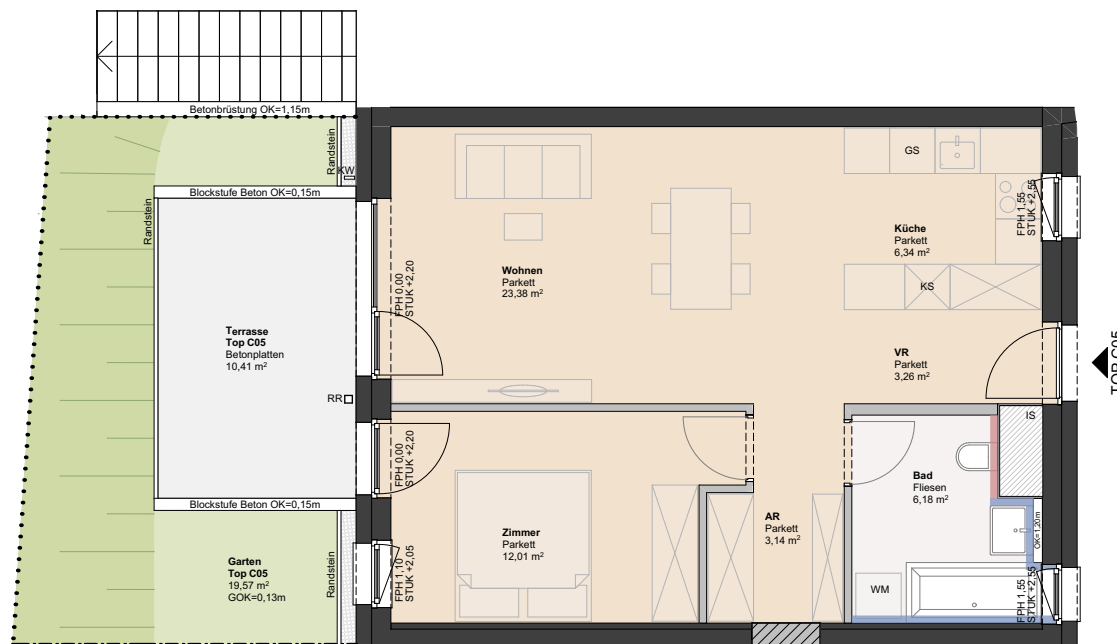 Betonbrüstung OK=1,15m
Randstein
KW
Blockstufe Beton OK=0,15m
Randstein
Terrasse
Top C05
Betonplatten
10,41 m²
RR
Blockstufe Beton OK=0,15m
Garten
Top C05
19,57 m²
GOK=0,13m
Randstein
FPH 0,00
STUK +2,20
FPH 0,00
STUK +2,20
FPH 1,10
STUK +2,05
Wohnen
Parkett
23,38 m²
GS
Küche
Parkett
6,34 m²
KS
FPH 1,55
STUK +2,55
VR
Parkett
3,26 m²
TOP C05
IS
Bad
Fliesen
6,18 m²
OK=1,20m
WM
FPH 1,55
STUK +2,55
AR
Parkett
3,14 m²
Zimmer
Parkett
12,01 m²